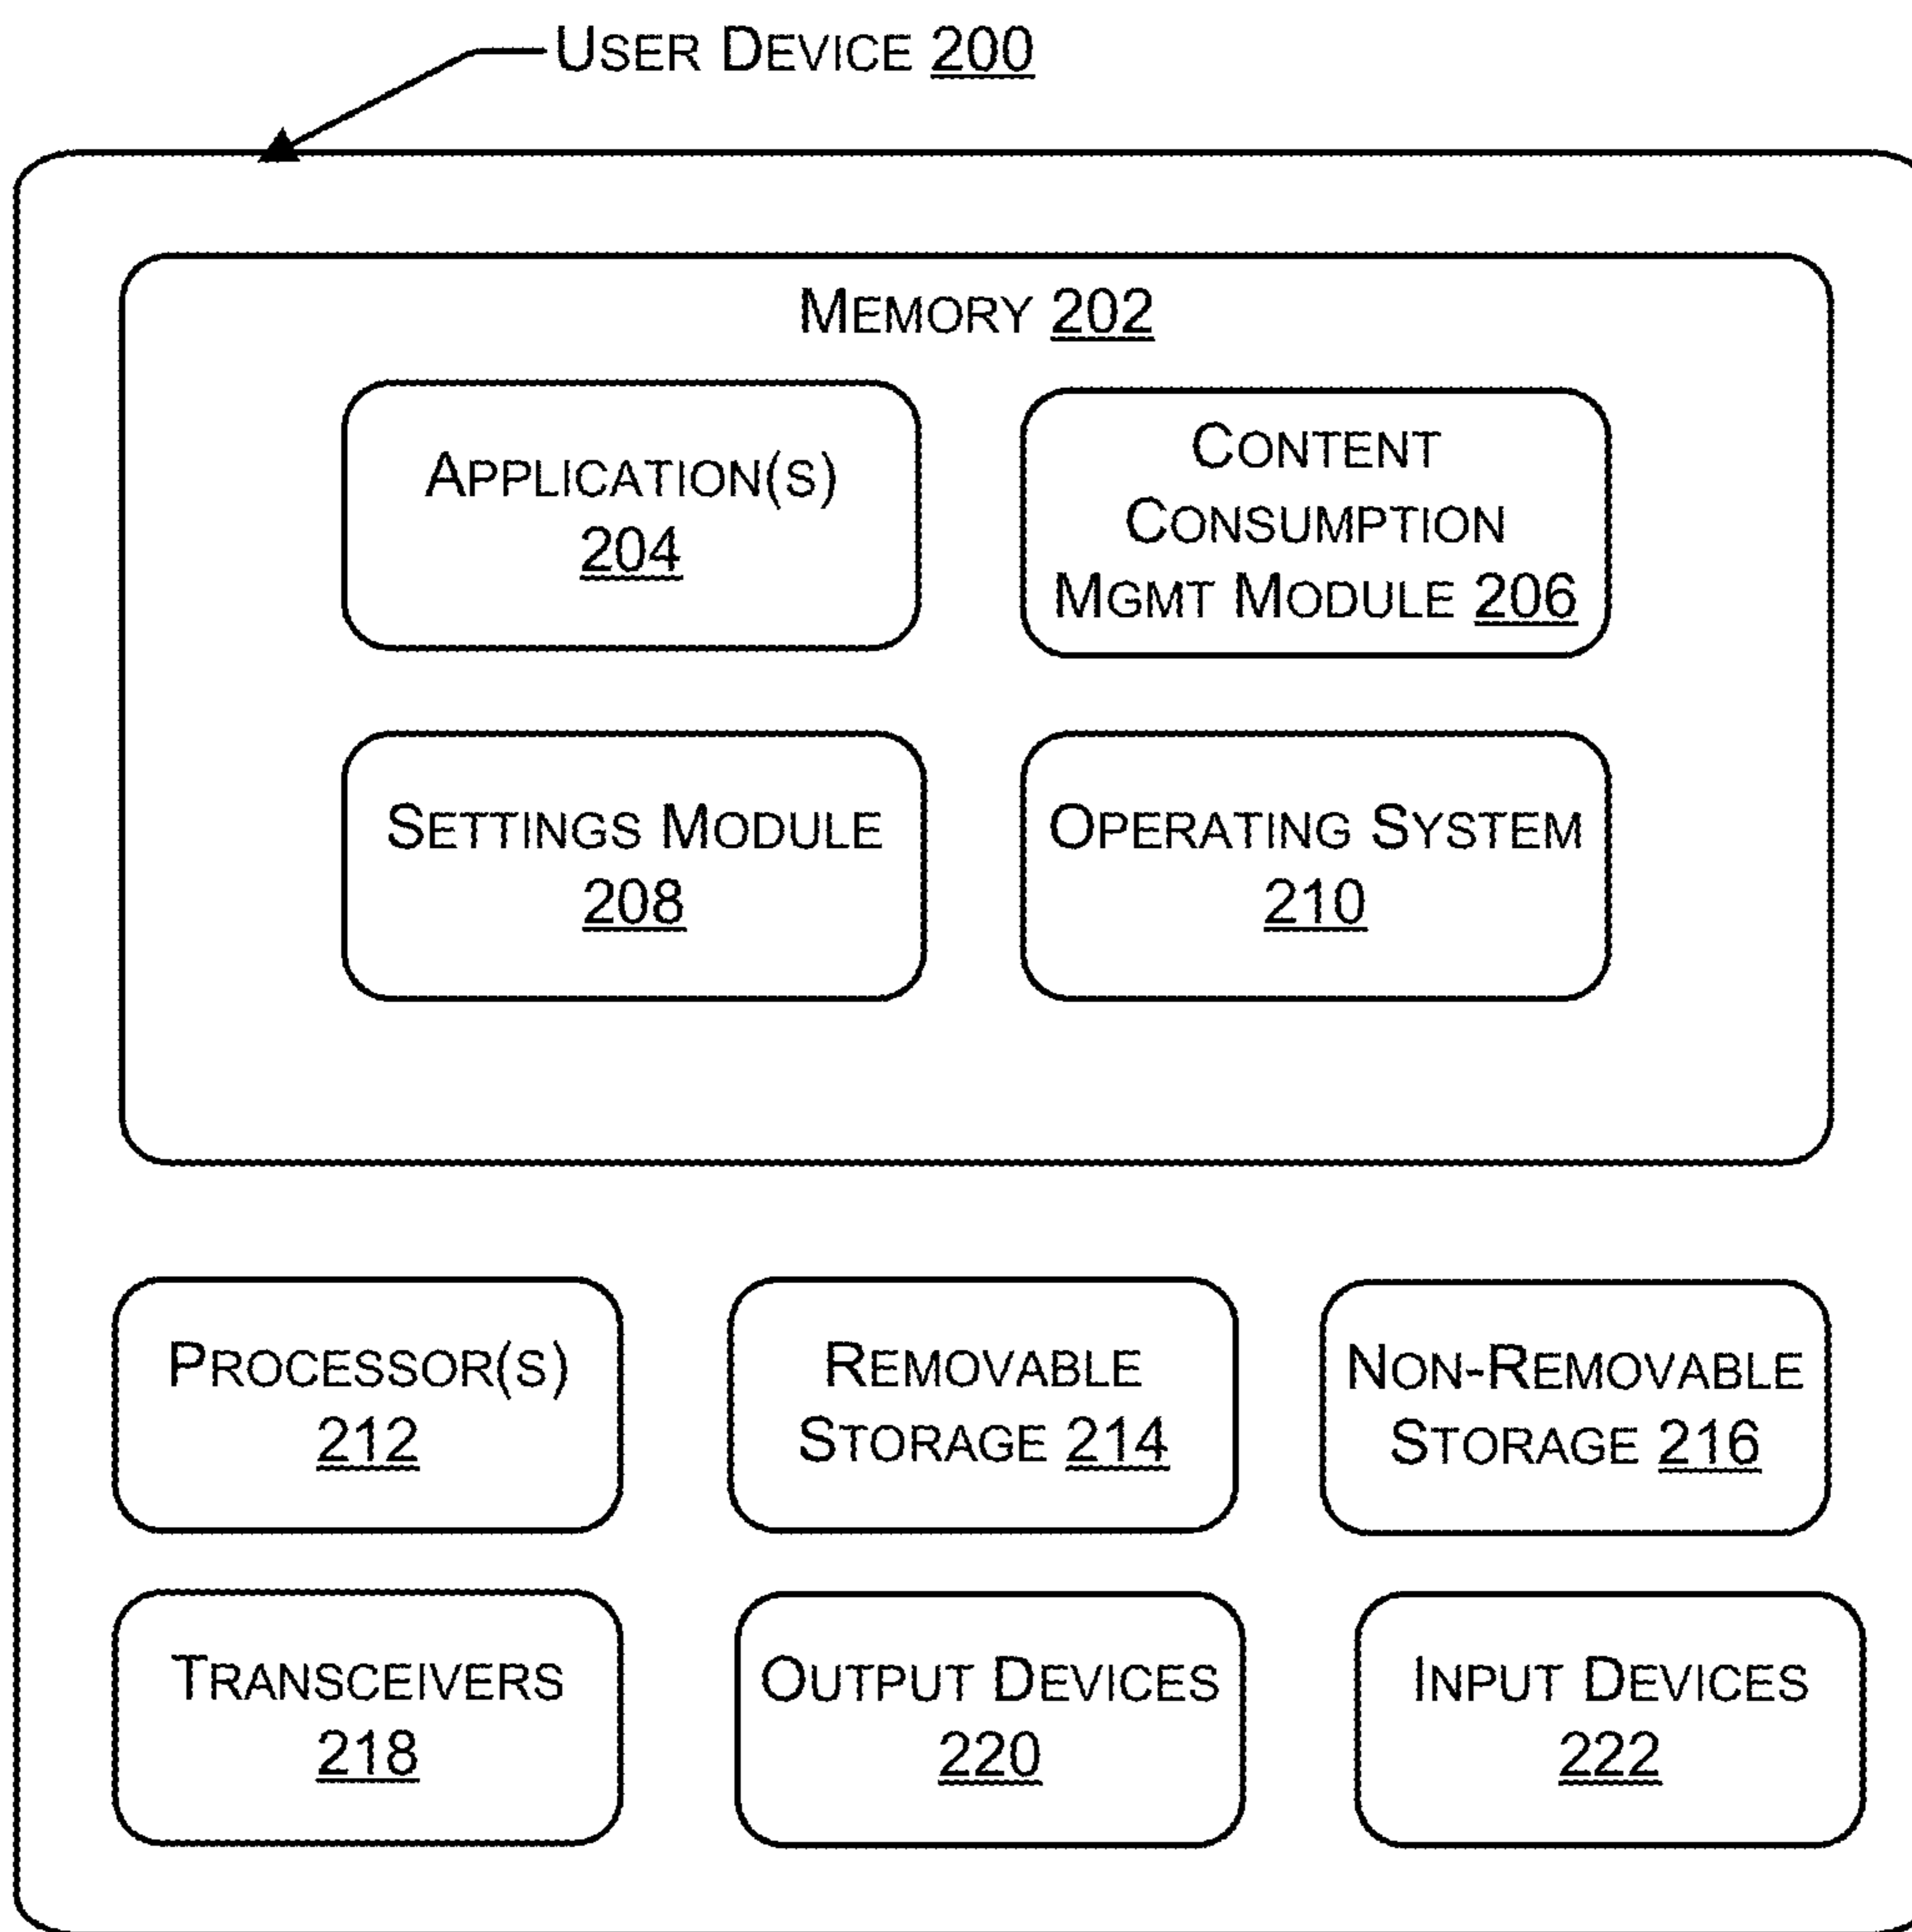 USER DEVICE 200
MEMORY 202
APPLICATION(S)
204
CONTENT
CONSUMPTION
MGMT MODULE 206
SETTINGS MODULE
208
OPERATING SYSTEM
210
PROCESSOR(S)
212
REMOVABLE
STORAGE 214
NON-REMOVABLE
STORAGE 216
TRANSCEIVERS
218
OUTPUT DEVICES
220
INPUT DEVICES
222